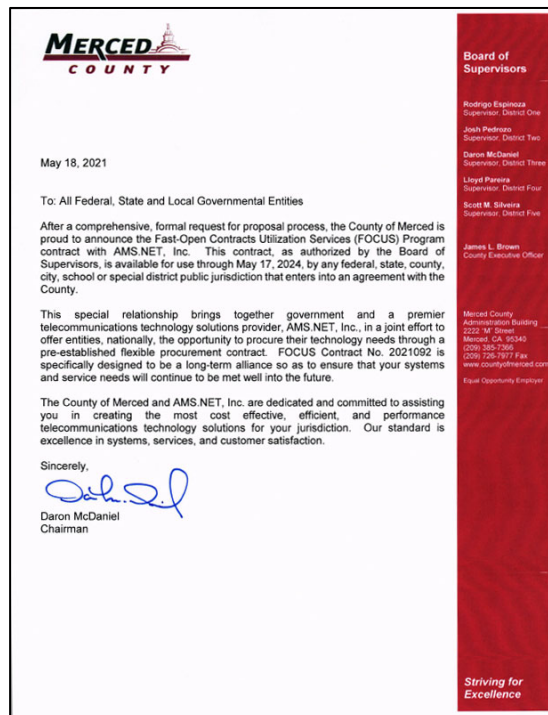 MERCED
COUNTY
May 18, 2021
To: All Federal, State and Local Governmental Entities
After a comprehensive, formal request for proposal process, the County of Merced is
proud to announce the Fast-Open Contracts Utilization Services (FOCUS) Program
contract with AMS.NET, Inc. This contract, as authorized by the Board of
Supervisors, is available for use through May 17, 2024, by any federal, state, county,
city, school or special district public jurisdiction that enters into an agreement with the
County.
This special relationship brings together government and a premier
telecommunications technology solutions provider, AMS.NET, Inc., in a joint effort to
offer entities, nationally, the opportunity to procure their technology needs through a
pre-established flexible procurement contract. FOCUS Contract No. 2021092 is
specifically designed to be a long-term alliance so as to ensure that your systems
and service needs will continue to be met well into the future.
The County of Merced and AMS.NET, Inc. are dedicated and committed to assisting
you in creating the most cost effective, efficient, and performance
telecommunications technology solutions for your jurisdiction. Our standard is
excellence in systems, services, and customer satisfaction.
Sincerely,
Daron McDaniel
Chairman
Board of
Supervisors
Rodrigo Espinoza
Supervisor, District One
Josh Pedrozo
Supervisor, District Two
Daron McDaniel
Supervisor, District Three
Lloyd Pareira
Supervisor, District Four
Scott M. Silveira
Supervisor, District Five
James L. Brown
County Executive Officer
Merced County
Administration Building
2222 'M' Street
Merced, CA 95340
(209) 385-7366
(209) 726-7977 Fax
www.countyofmerced.com
Equal Opportunity Employer
Striving for
Excellence